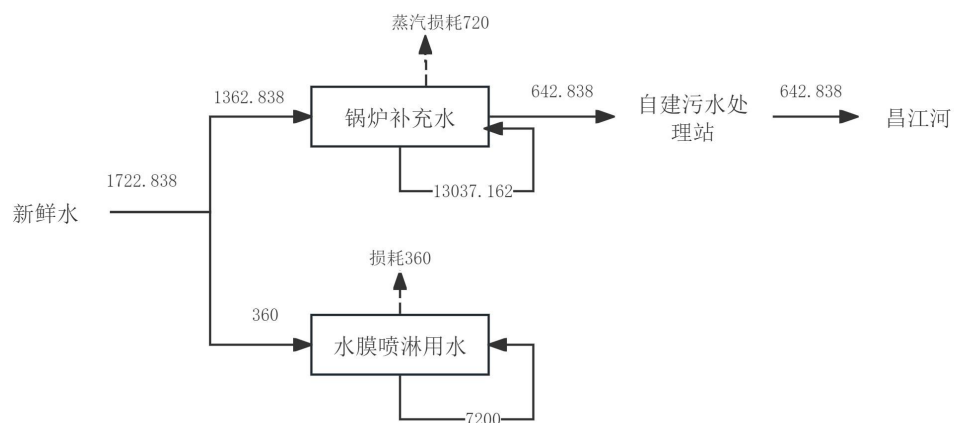 蒸汽损耗720
1362.838
锅炉补充水
642.838
自建污水处
理站
642.838
昌江河
13037.162
1722.838
新鲜水
损耗360
360
水膜喷淋用水
7200